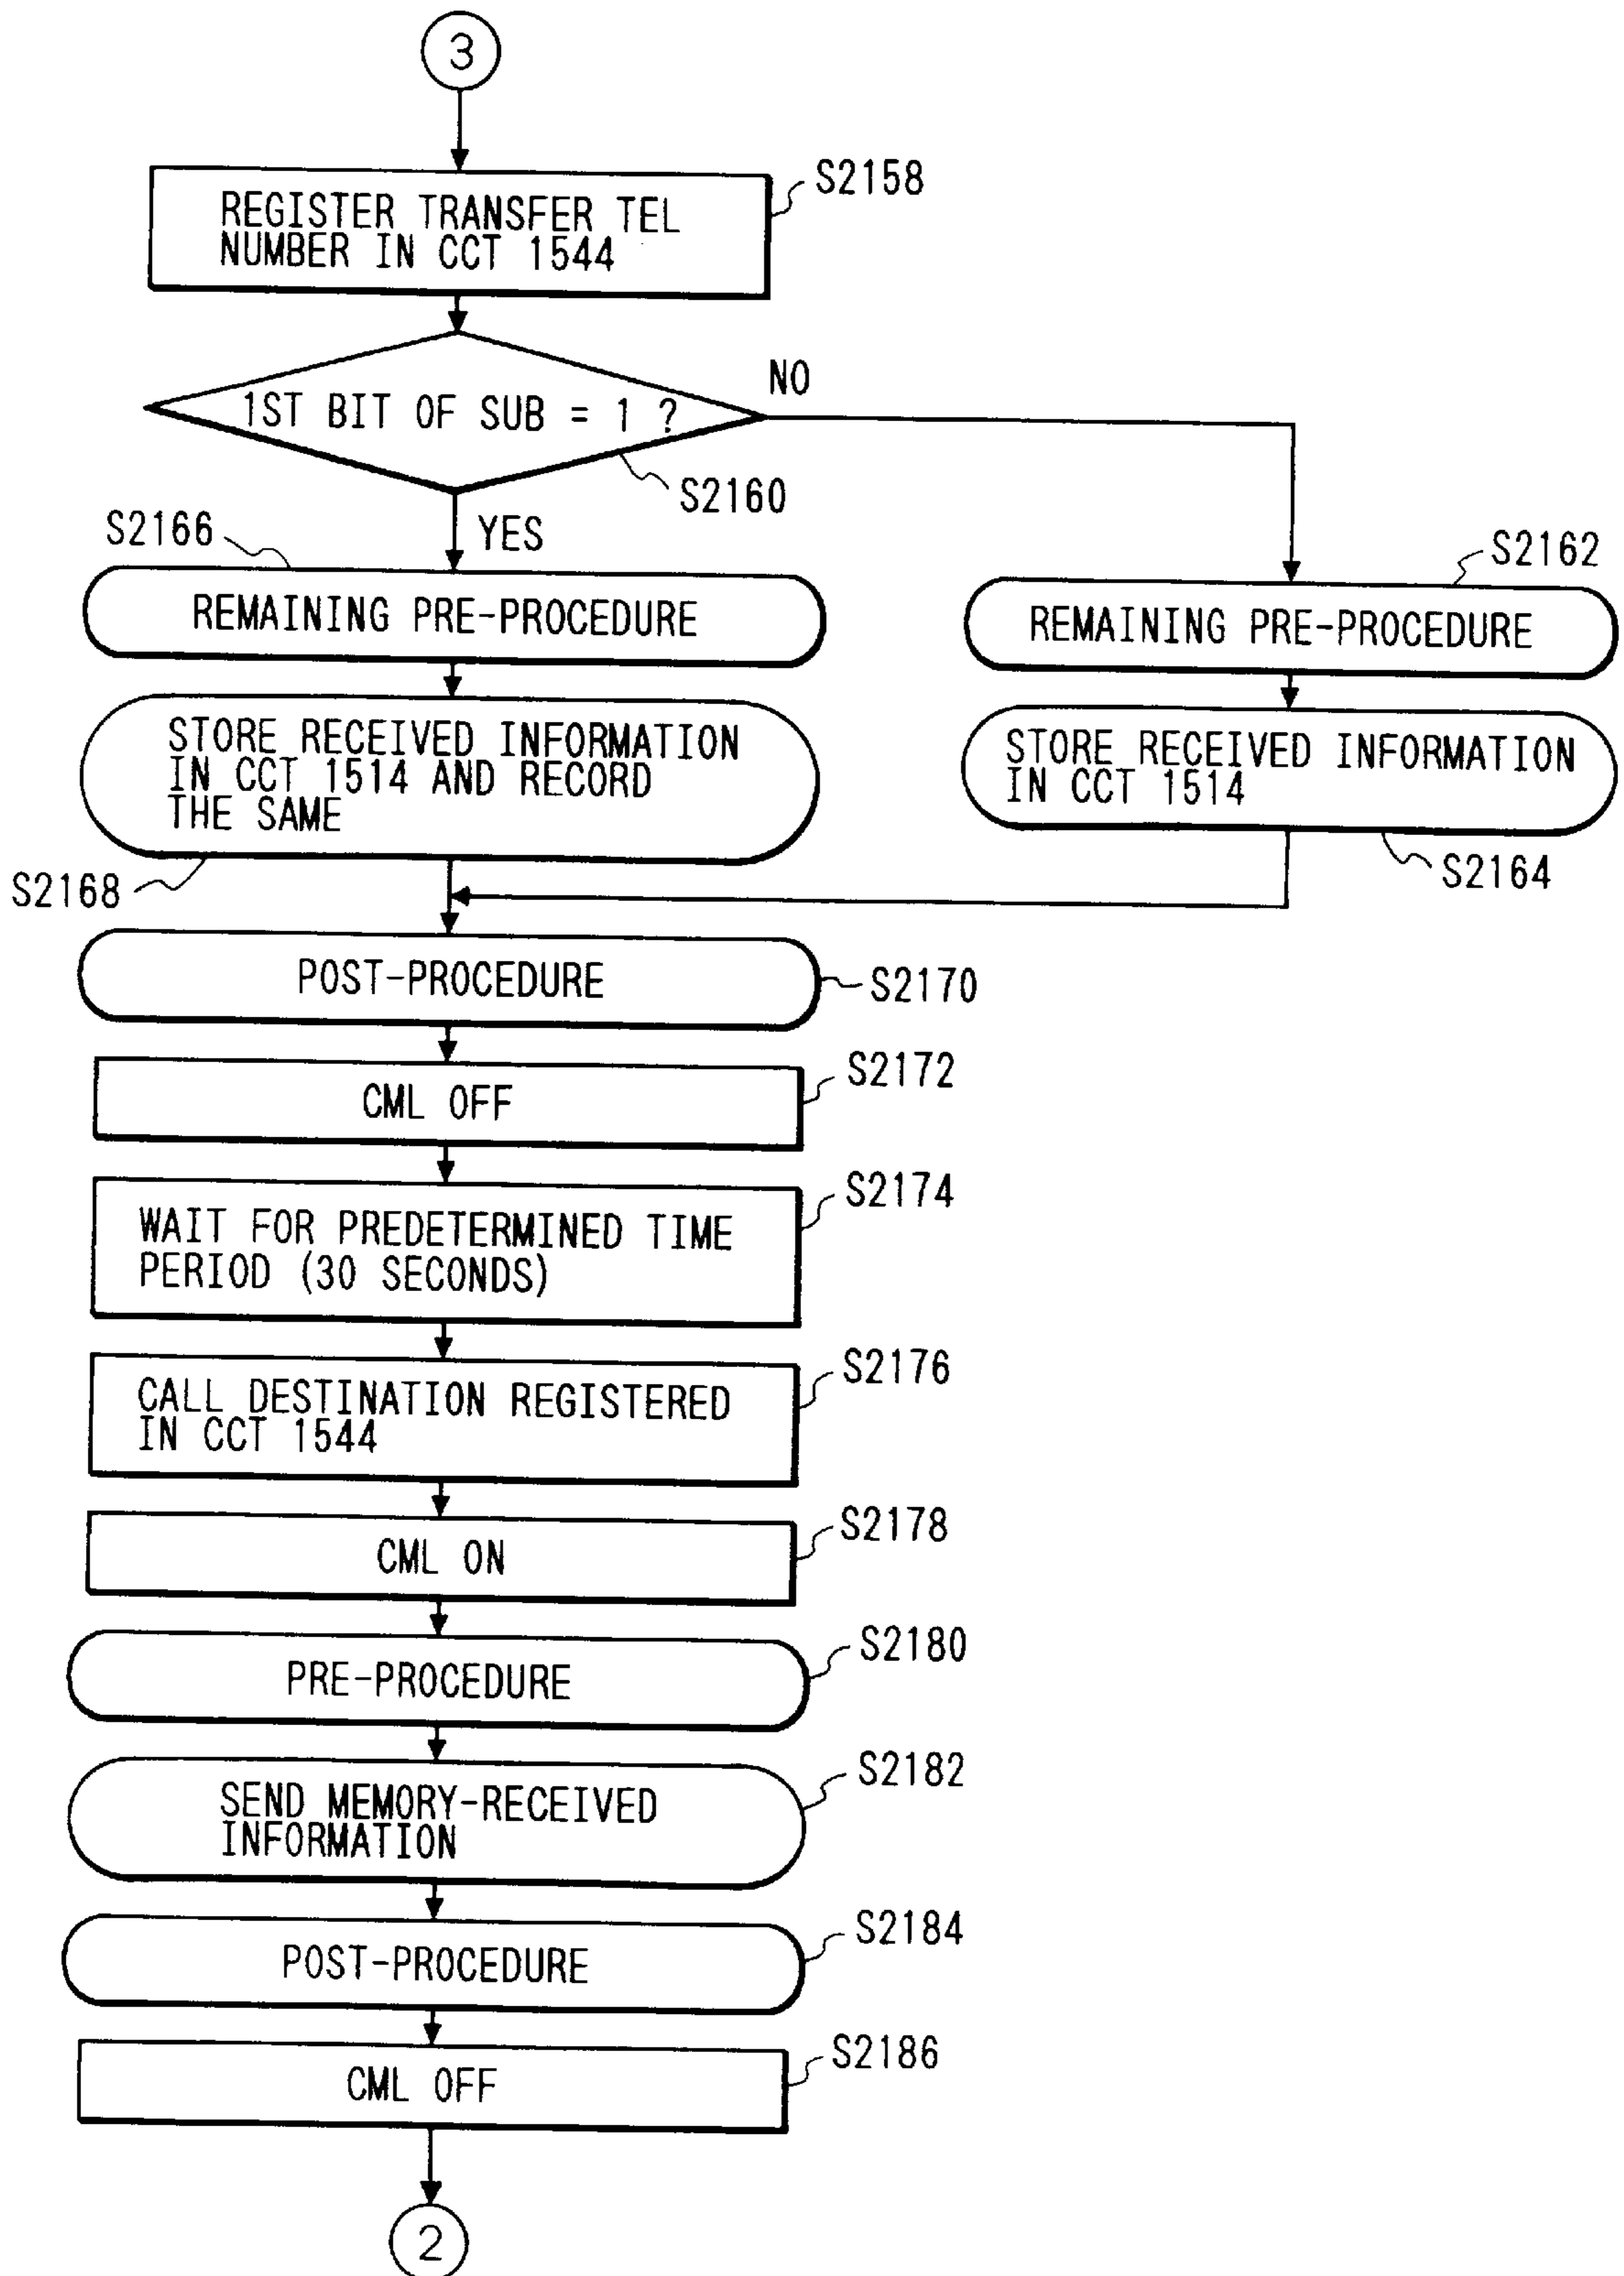 3
REGISTER TRANSFER TEL
NUMBER IN CCT 1544
S2158
1ST BIT OF SUB = 1 ?
NO
S2160
YES
S2166
REMAINING PRE-PROCEDURE
S2162
REMAINING PRE-PROCEDURE
STORE RECEIVED INFORMATION
IN CCT 1514 AND RECORD
THE SAME
S2168
STORE RECEIVED INFORMATION
IN CCT 1514
S2164
POST-PROCEDURE
S2170
CML OFF
S2172
WAIT FOR PREDETERMINED TIME
PERIOD (30 SECONDS)
S2174
CALL DESTINATION REGISTERED
IN CCT 1544
S2176
CML ON
S2178
PRE-PROCEDURE
S2180
SEND MEMORY-RECEIVED
INFORMATION
S2182
POST-PROCEDURE
S2184
CML OFF
S2186
2